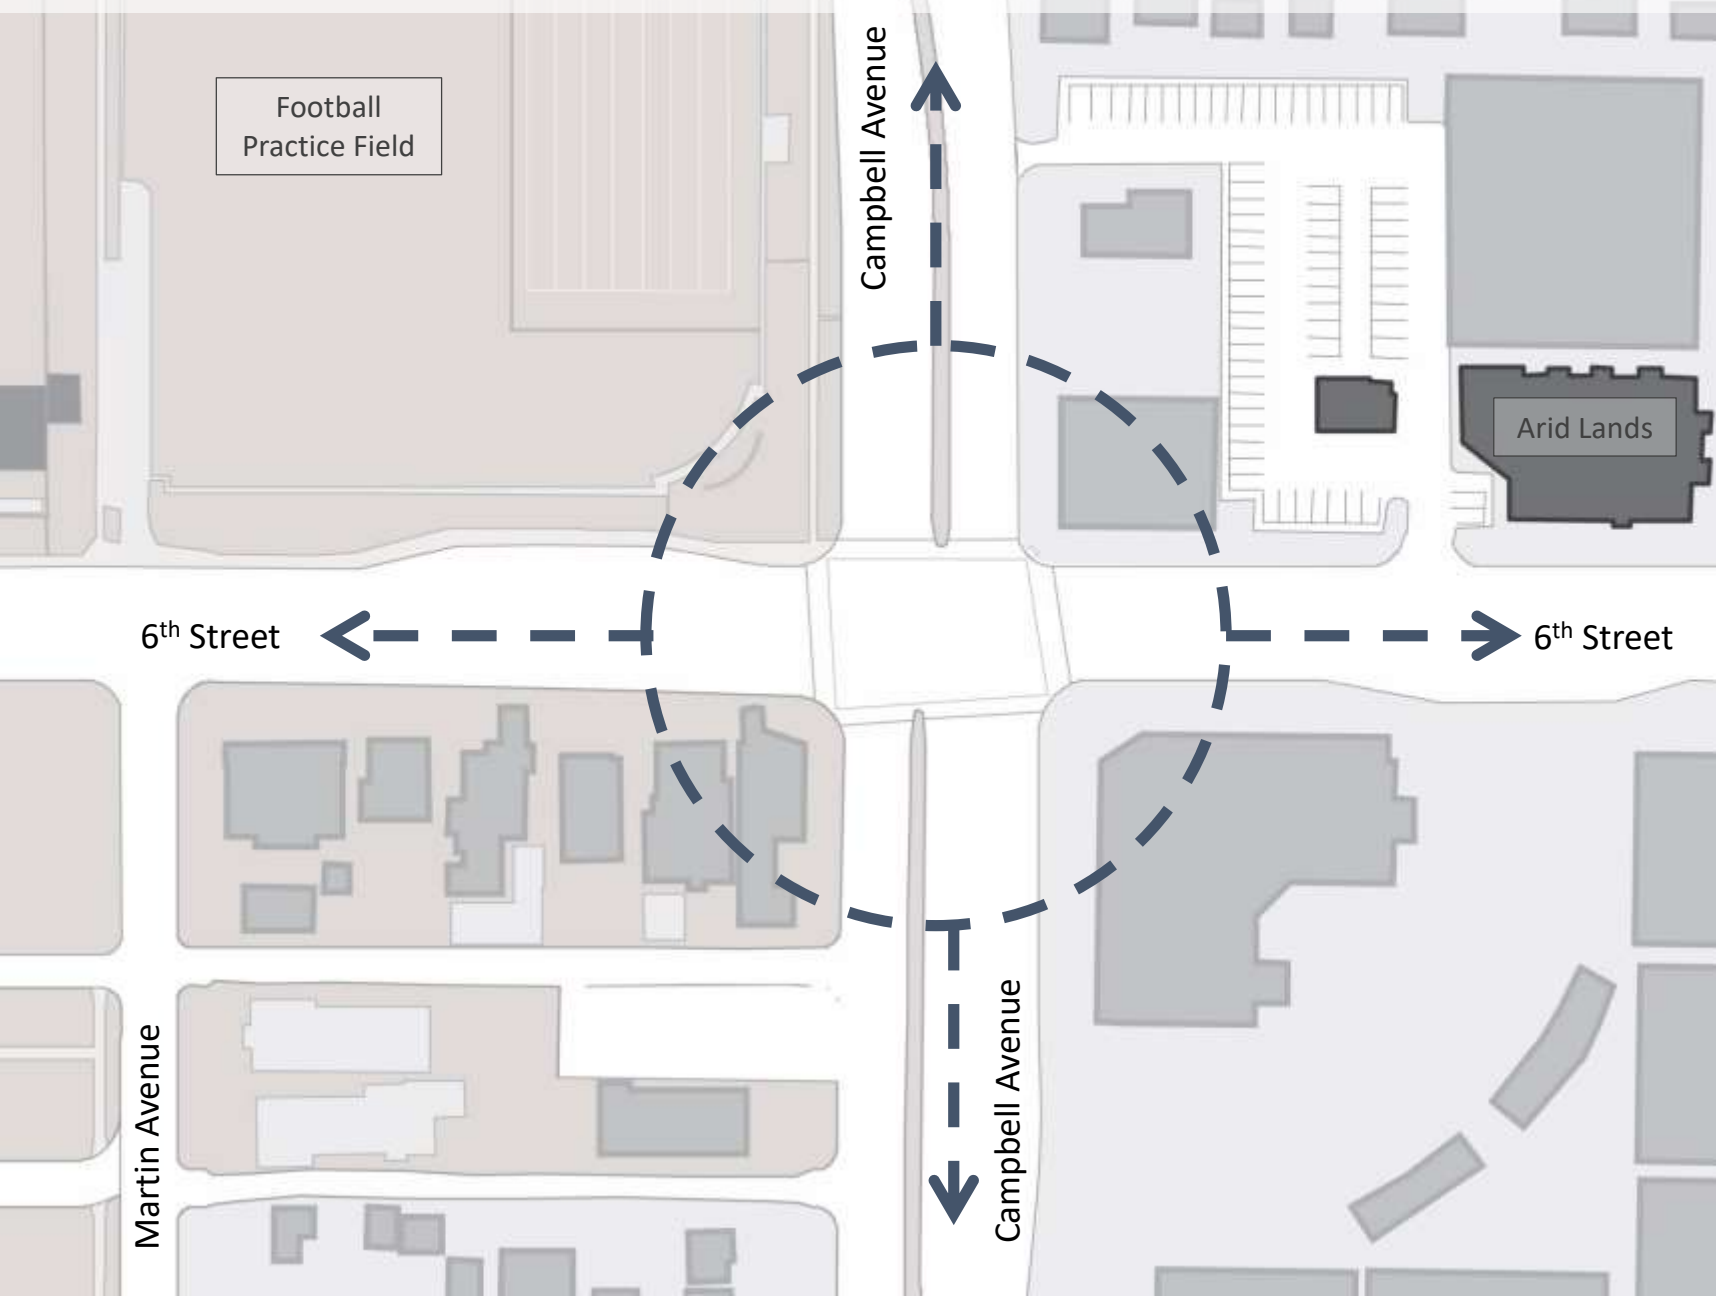 Football
Practice Field
Campbell Avenue
Arid Lands
6th Street
6th Street
Martin Avenue
Campbell Avenue